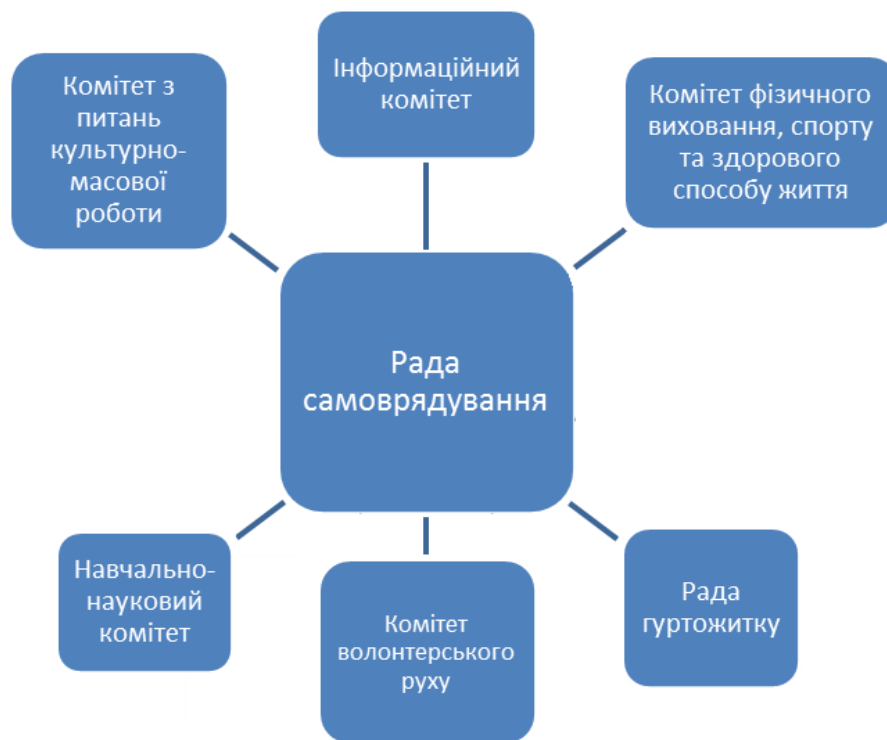 Комітет з
питань
культурно-
масової
роботи
Інформаційний
комітет
Комітет фізичного
виховання, спорту
та здорового
способу життя
Рада
самоврядування
Навчально-
науковий
комітет
Комітет
волонтерського
руху
Рада
гуртожитку